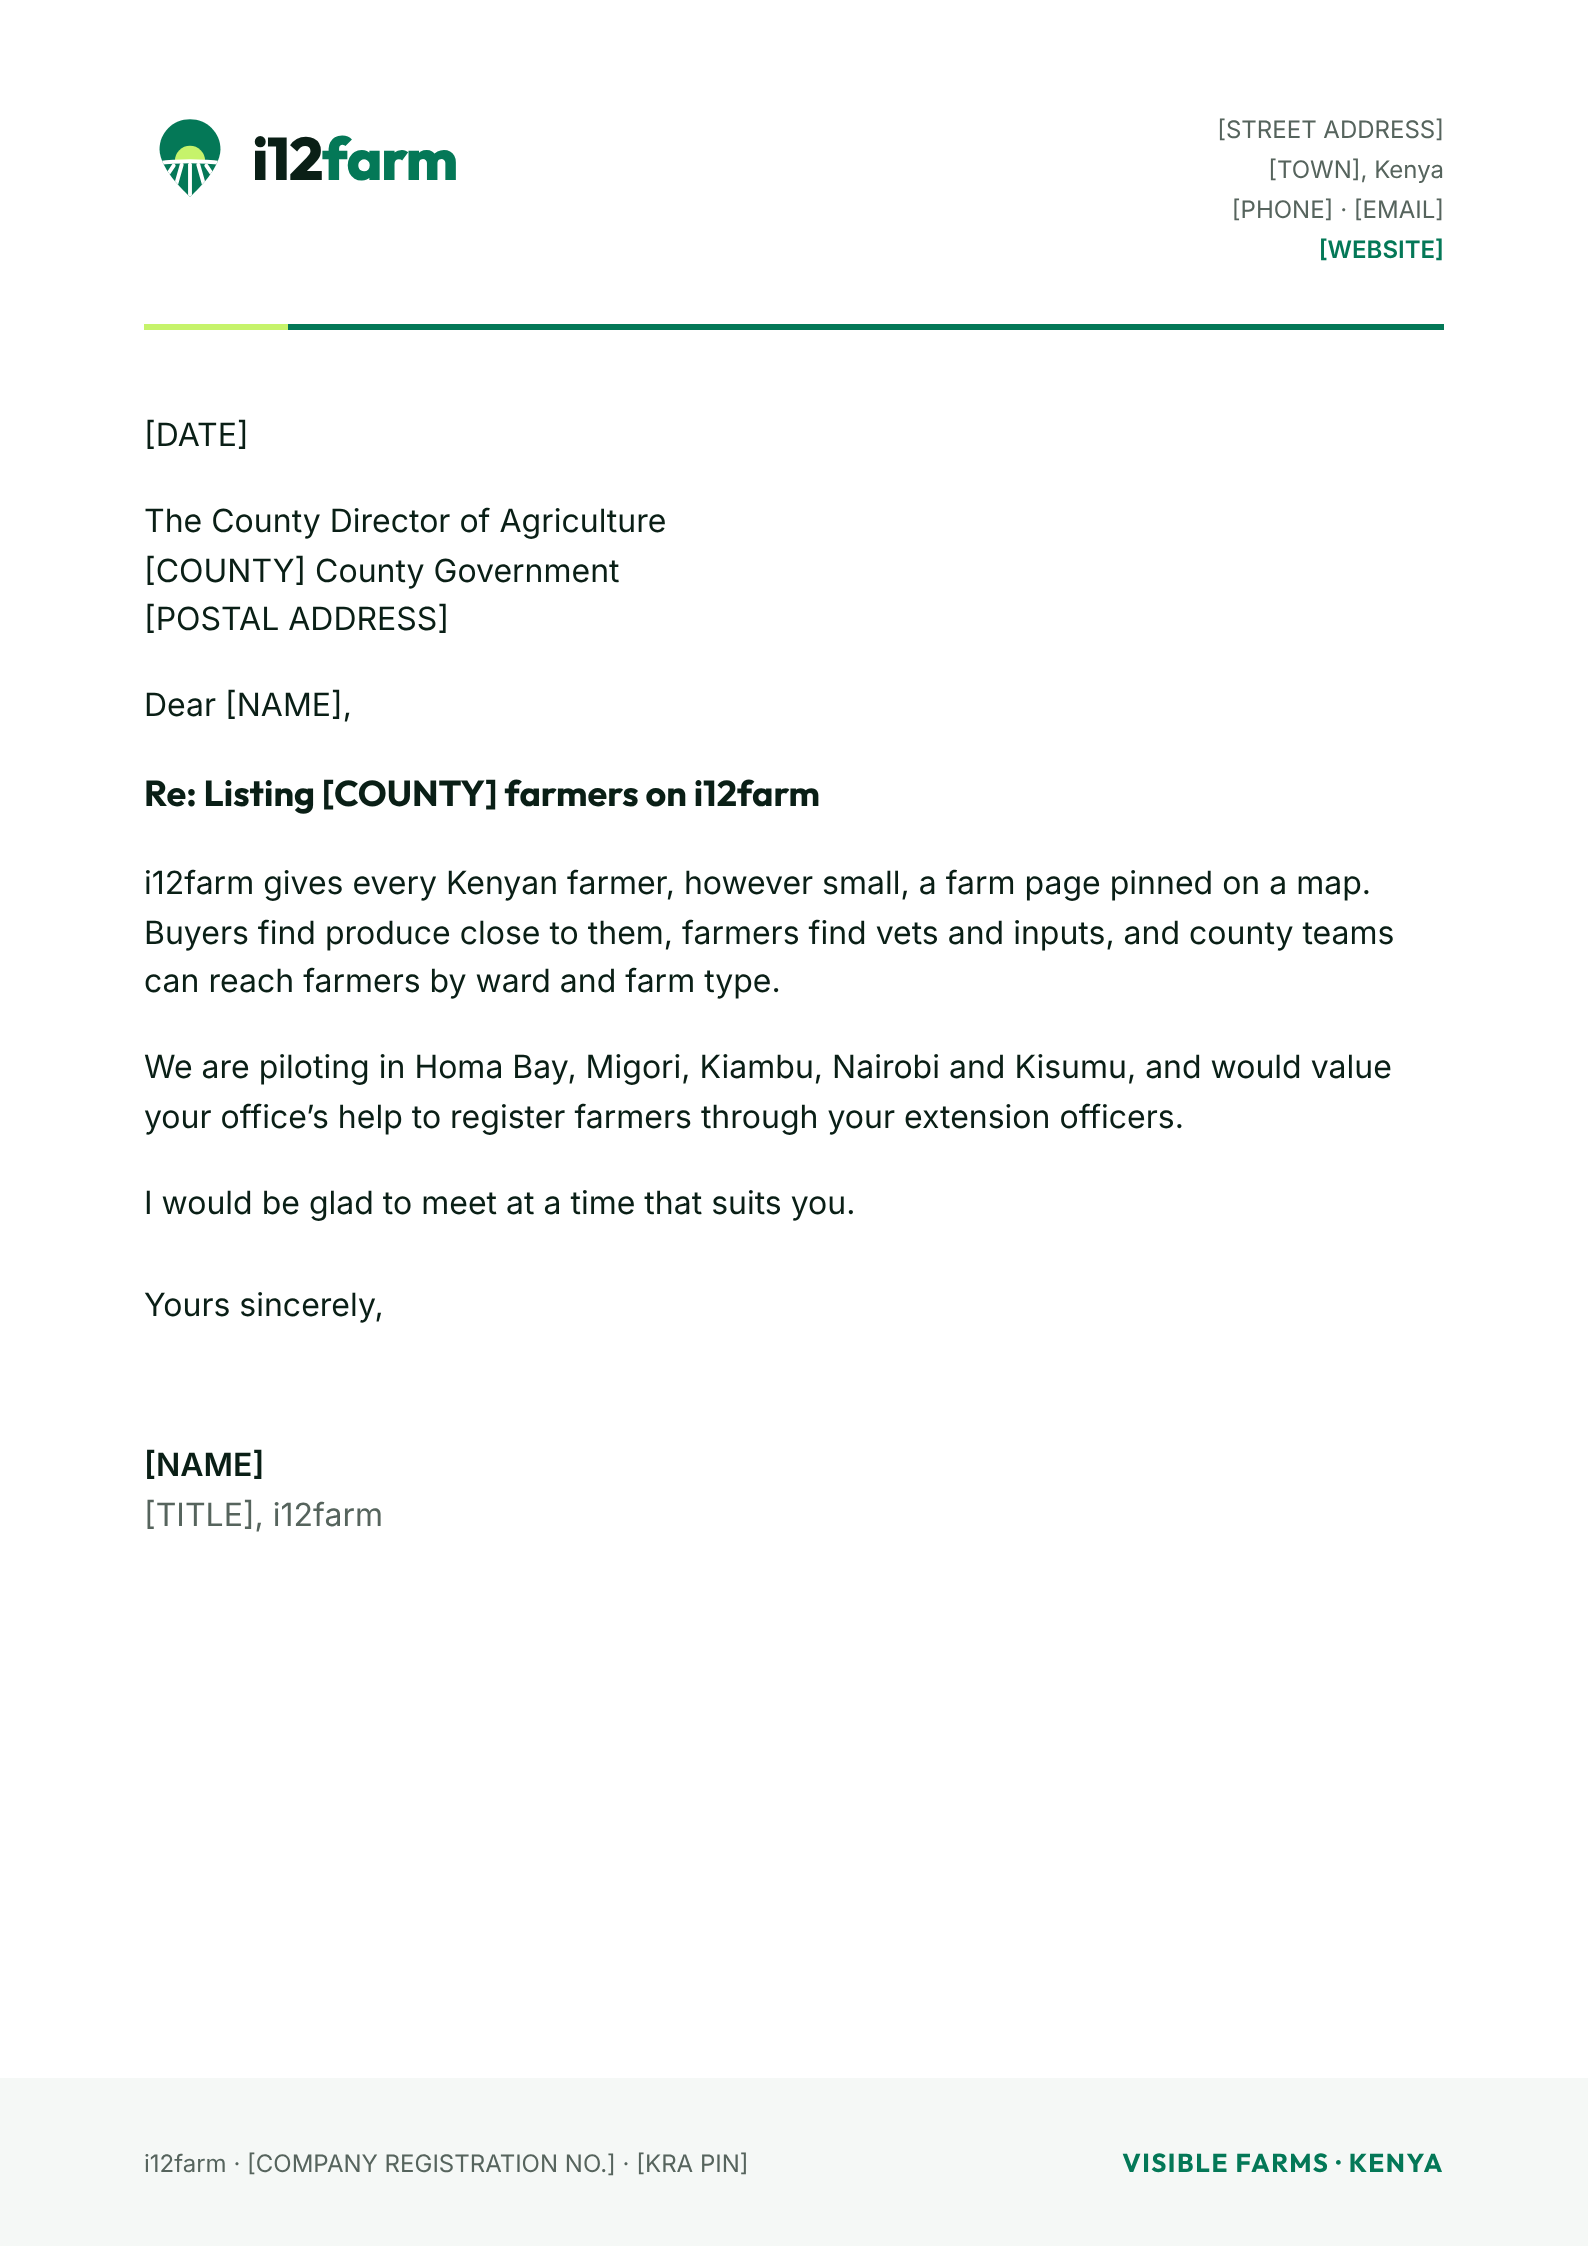 i12farm
[STREET ADDRESS]
[TOWN], Kenya
[PHONE] · [EMAIL]
[WEBSITE]
[DATE]
The County Director of Agriculture
[COUNTY] County Government
[POSTAL ADDRESS]
Dear [NAME],
Re: Listing [COUNTY] farmers on i12farm
i12farm gives every Kenyan farmer, however small, a farm page pinned on a map.
Buyers find produce close to them, farmers find vets and inputs, and county teams
can reach farmers by ward and farm type.
We are piloting in Homa Bay, Migori, Kiambu, Nairobi and Kisumu, and would value
your office’s help to register farmers through your extension officers.
I would be glad to meet at a time that suits you.
Yours sincerely,
[NAME]
[TITLE], i12farm
i12farm · [COMPANY REGISTRATION NO.] · [KRA PIN]
VISIBLE FARMS · KENYA